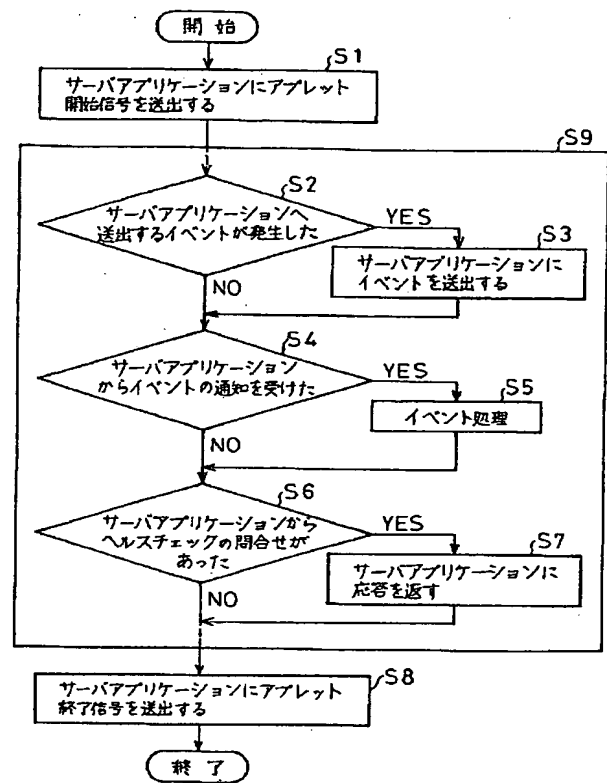 開始
S1
サーバアプリケーションにアプレット
開始信号を送出する
S9
S2
サーバアプリケーションへ
送出するイベントが発生した
YES
S3
サーバアプリケーションに
イベントを送出する
NO
S4
サーバアプリケーション
からイベントの通知を受けた
YES
S5
イベント処理
NO
S6
サーバアプリケーションから
ヘルスチェックの問合せが
あった
YES
S7
サーバアプリケーションに
応答を返す
NO
S8
サーバアプリケーションにアプレット
終了信号を送出する
終了